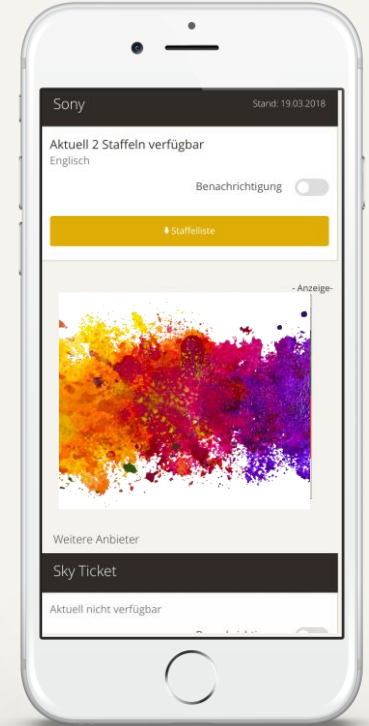 Sony
Stand: 19.03.2018
Aktuell 2 Staffeln verfügbar
Englisch
Benachrichtigung
Staffelliste
- Anzeige-
Weitere Anbieter
Sky Ticket
Aktuell nicht verfügbar